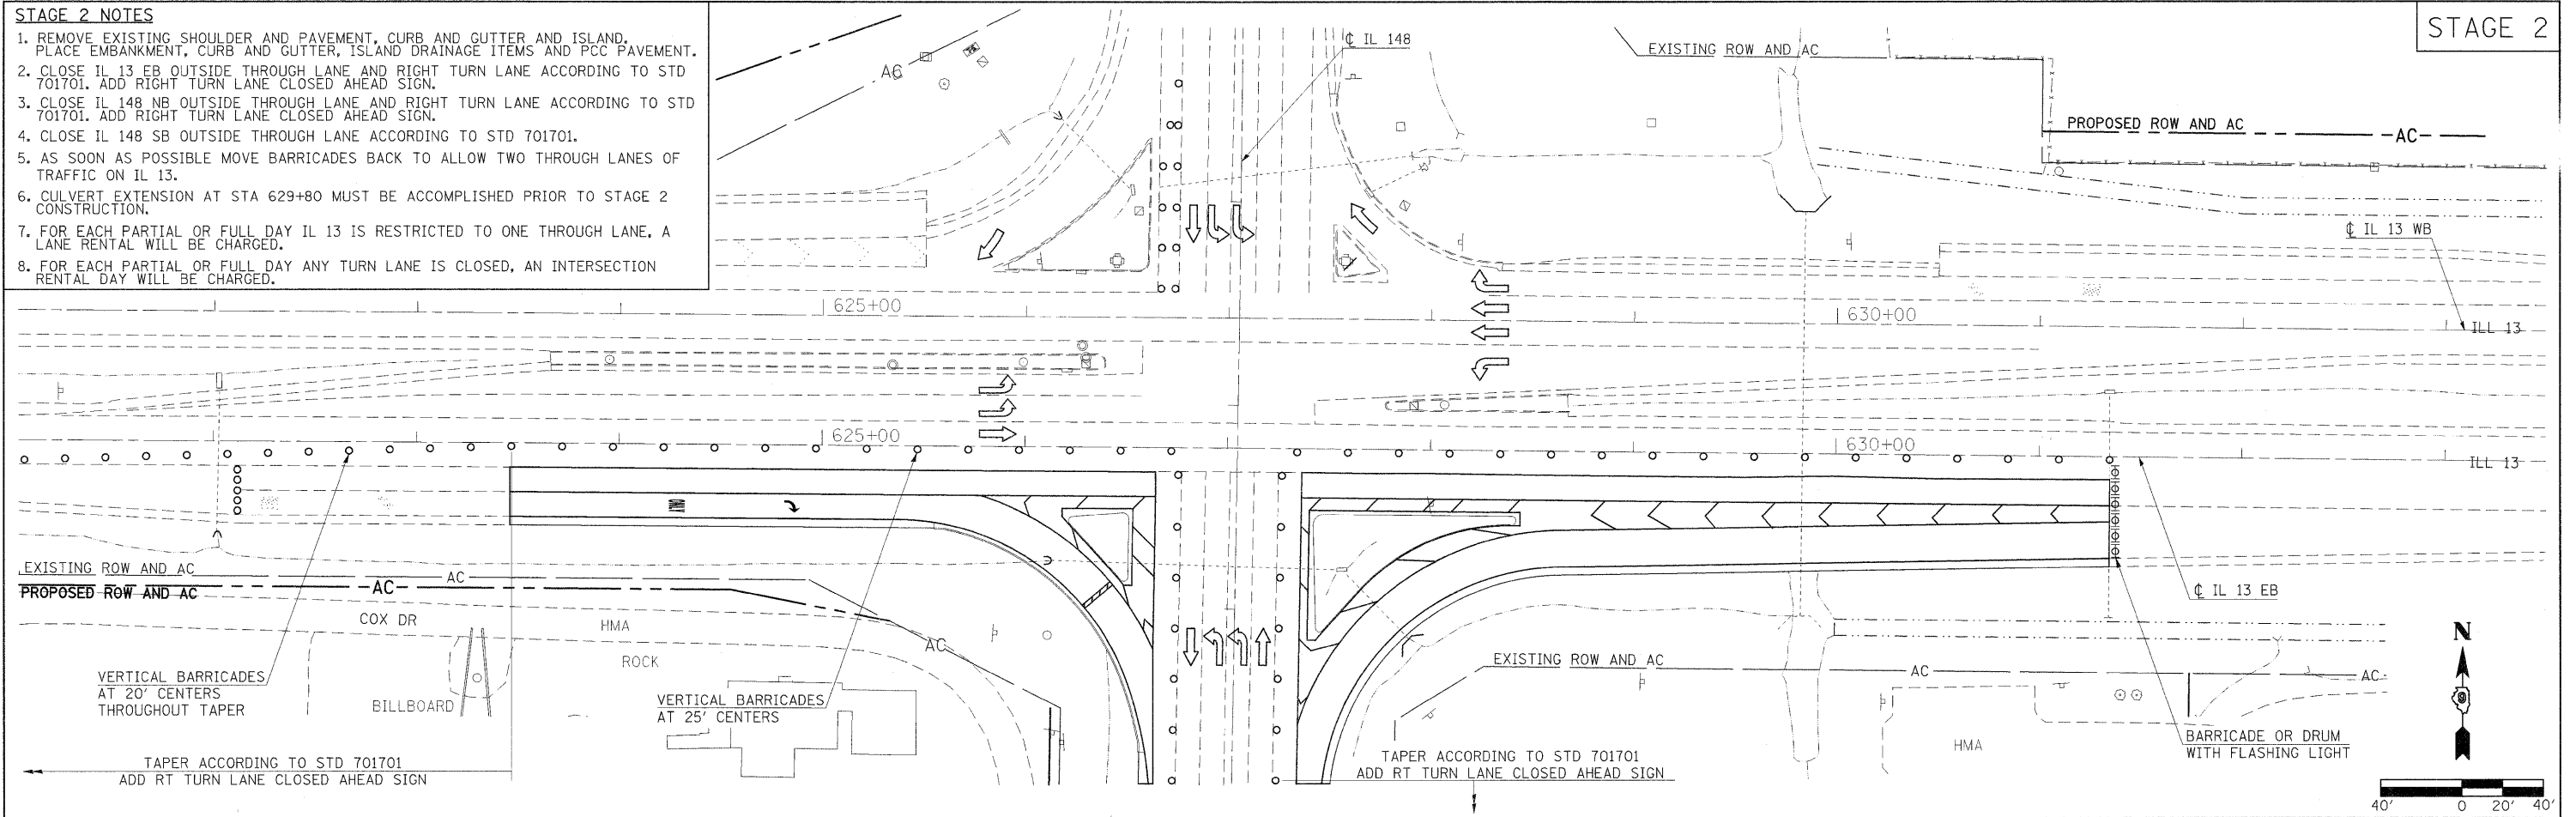 STAGE 2 NOTES
1. REMOVE EXISTING SHOULDER AND PAVEMENT, CURB AND GUTTER AND ISLAND.
PLACE EMBANKMENT, CURB AND GUTTER, ISLAND DRAINAGE ITEMS AND PCC PAVEMENT.
2. CLOSE IL 13 EB OUTSIDE THROUGH LANE AND RIGHT TURN LANE ACCORDING TO STD
701701. ADD RIGHT TURN LANE CLOSED AHEAD SIGN.
3. CLOSE IL 148 NB OUTSIDE THROUGH LANE AND RIGHT TURN LANE ACCORDING TO STD
701701. ADD RIGHT TURN LANE CLOSED AHEAD SIGN.
4. CLOSE IL 148 SB OUTSIDE THROUGH LANE ACCORDING TO STD 701701.
5. AS SOON AS POSSIBLE MOVE BARRICADES BACK TO ALLOW TWO THROUGH LANES OF
TRAFFIC ON IL 13.
6. CULVERT EXTENSION AT STA 629+80 MUST BE ACCOMPLISHED PRIOR TO STAGE 2
CONSTRUCTION.
7. FOR EACH PARTIAL OR FULL DAY IL 13 IS RESTRICTED TO ONE THROUGH LANE, A
LANE RENTAL WILL BE CHARGED.
8. FOR EACH PARTIAL OR FULL DAY ANY TURN LANE IS CLOSED, AN INTERSECTION
RENTAL DAY WILL BE CHARGED.
STAGE 2
℄ IL 148
EXISTING ROW AND AC
PROPOSED ROW AND AC
AC
℄ IL 13 WB
625+00
630+00
ILL 13
625+00
630+00
ILL 13
EXISTING ROW AND AC
AC
PROPOSED ROW AND AC
AC
℄ IL 13 EB
COX DR
HMA
ROCK
AC
EXISTING ROW AND AC
AC
AC
N
VERTICAL BARRICADES
AT 20' CENTERS
THROUGHOUT TAPER
BILLBOARD
VERTICAL BARRICADES
AT 25' CENTERS
HMA
BARRICADE OR DRUM
WITH FLASHING LIGHT
TAPER ACCORDING TO STD 701701
ADD RT TURN LANE CLOSED AHEAD SIGN
TAPER ACCORDING TO STD 701701
ADD RT TURN LANE CLOSED AHEAD SIGN
40' 0 20' 40'